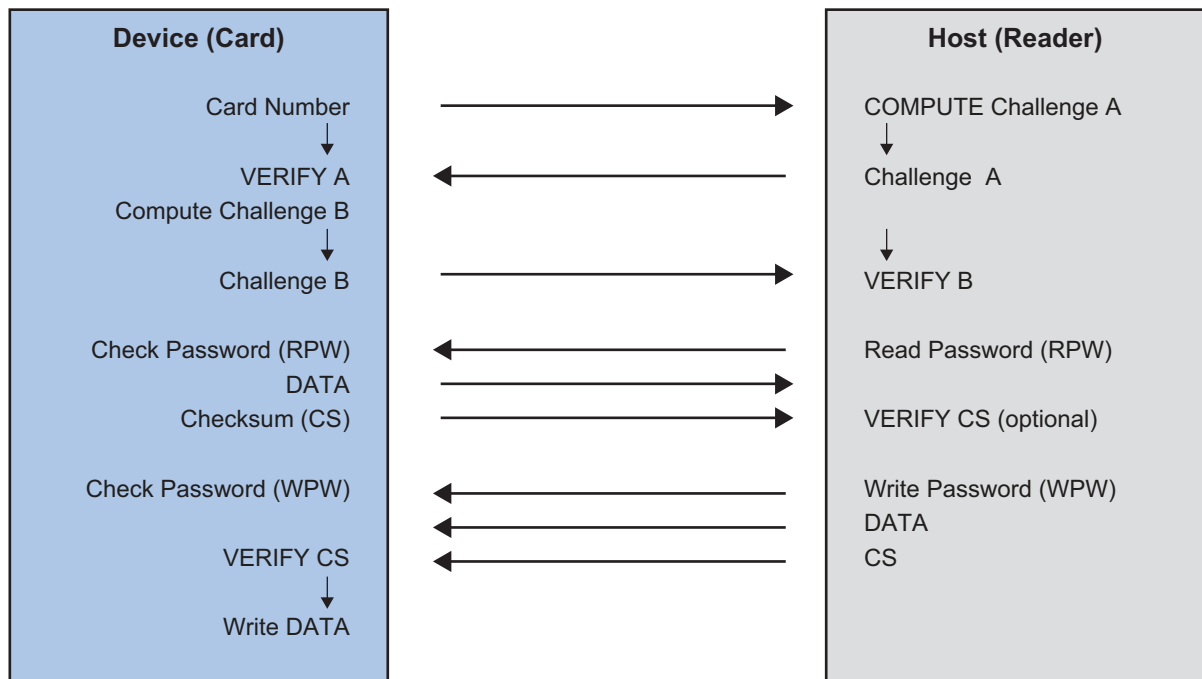 Device (Card)
Host (Reader)
Card Number
COMPUTE Challenge A
VERIFY A
Challenge A
Compute Challenge B
Challenge B
VERIFY B
Check Password (RPW)
Read Password (RPW)
DATA
Checksum (CS)
VERIFY CS (optional)
Check Password (WPW)
Write Password (WPW)
DATA
VERIFY CS
CS
Write DATA